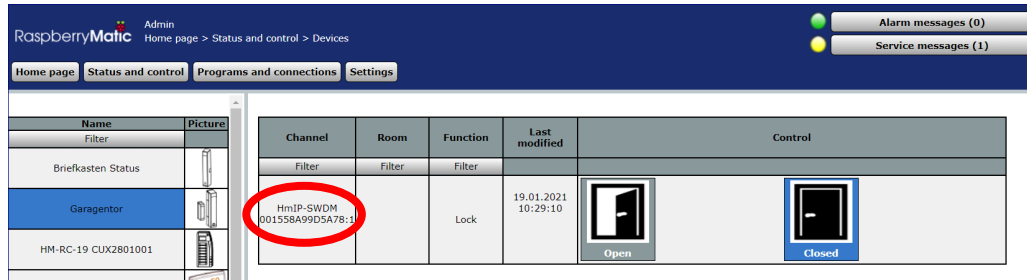 RaspberryMatic
Admin
Home page > Status and control > Devices
Alarm messages (0)
Service messages (1)
Home page
Status and control
Programs and connections
Settings
Name
Picture
Filter
Briefkasten Status
Garagentor
HM-RC-19 CUX2801001
Channel
Room
Function
Last
modified
Control
Filter
Filter
Filter
HmIP-SWDM
001558A99D5A78:1
Lock
19.01.2021
10:29:10
Open
Closed